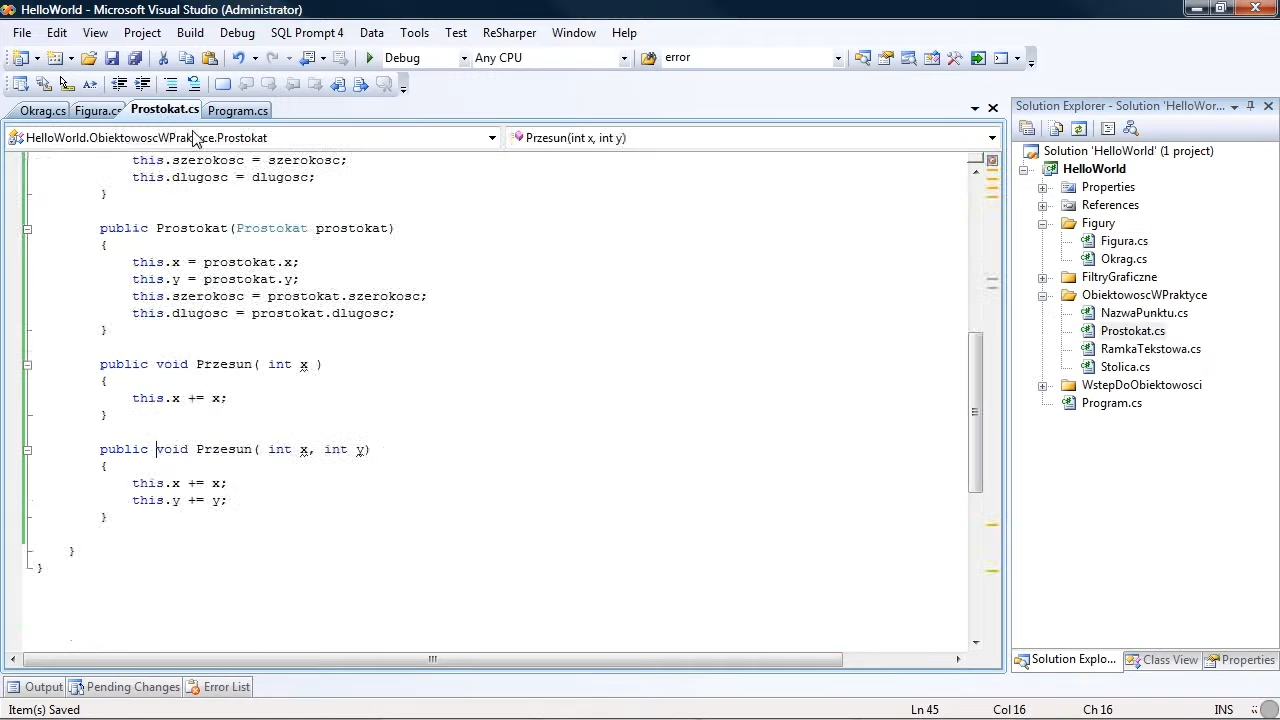 HelloWorld - Microsoft Visual Studio (Administrator)
File Edit View Project Build Debug SQL Prompt 4 Data Tools Test ReSharper Window Help
Debug Any CPU error
Okrag.cs Figura.cs Prostokat.cs Program.cs
HelloWorld.ObiektowoscWPraktyce.Prostokat Przesun(int x, int y)
this.szerokosc = szerokosc;
this.dlugosc = dlugosc;
}
public Prostokat(Prostokat prostokat)
{
this.x = prostokat.x;
this.y = prostokat.y;
this.szerokosc = prostokat.szerokosc;
this.dlugosc = prostokat.dlugosc;
}
public void Przesun( int x )
{
this.x += x;
}
public void Przesun( int x, int y)
{
this.x += x;
this.y += y;
}
}
}
Solution Explorer - Solution 'HelloWor...
Solution 'HelloWorld' (1 project)
HelloWorld
Properties
References
Figury
Figura.cs
Okrag.cs
FiltryGraficzne
ObiektowoscWPraktyce
NazwaPunktu.cs
Prostokat.cs
RamkaTekstowa.cs
Stolica.cs
WstepDoObiektowosci
Program.cs
Solution Explo... Class View Properties
Output Pending Changes Error List
Item(s) Saved Ln 45 Col 16 Ch 16 INS